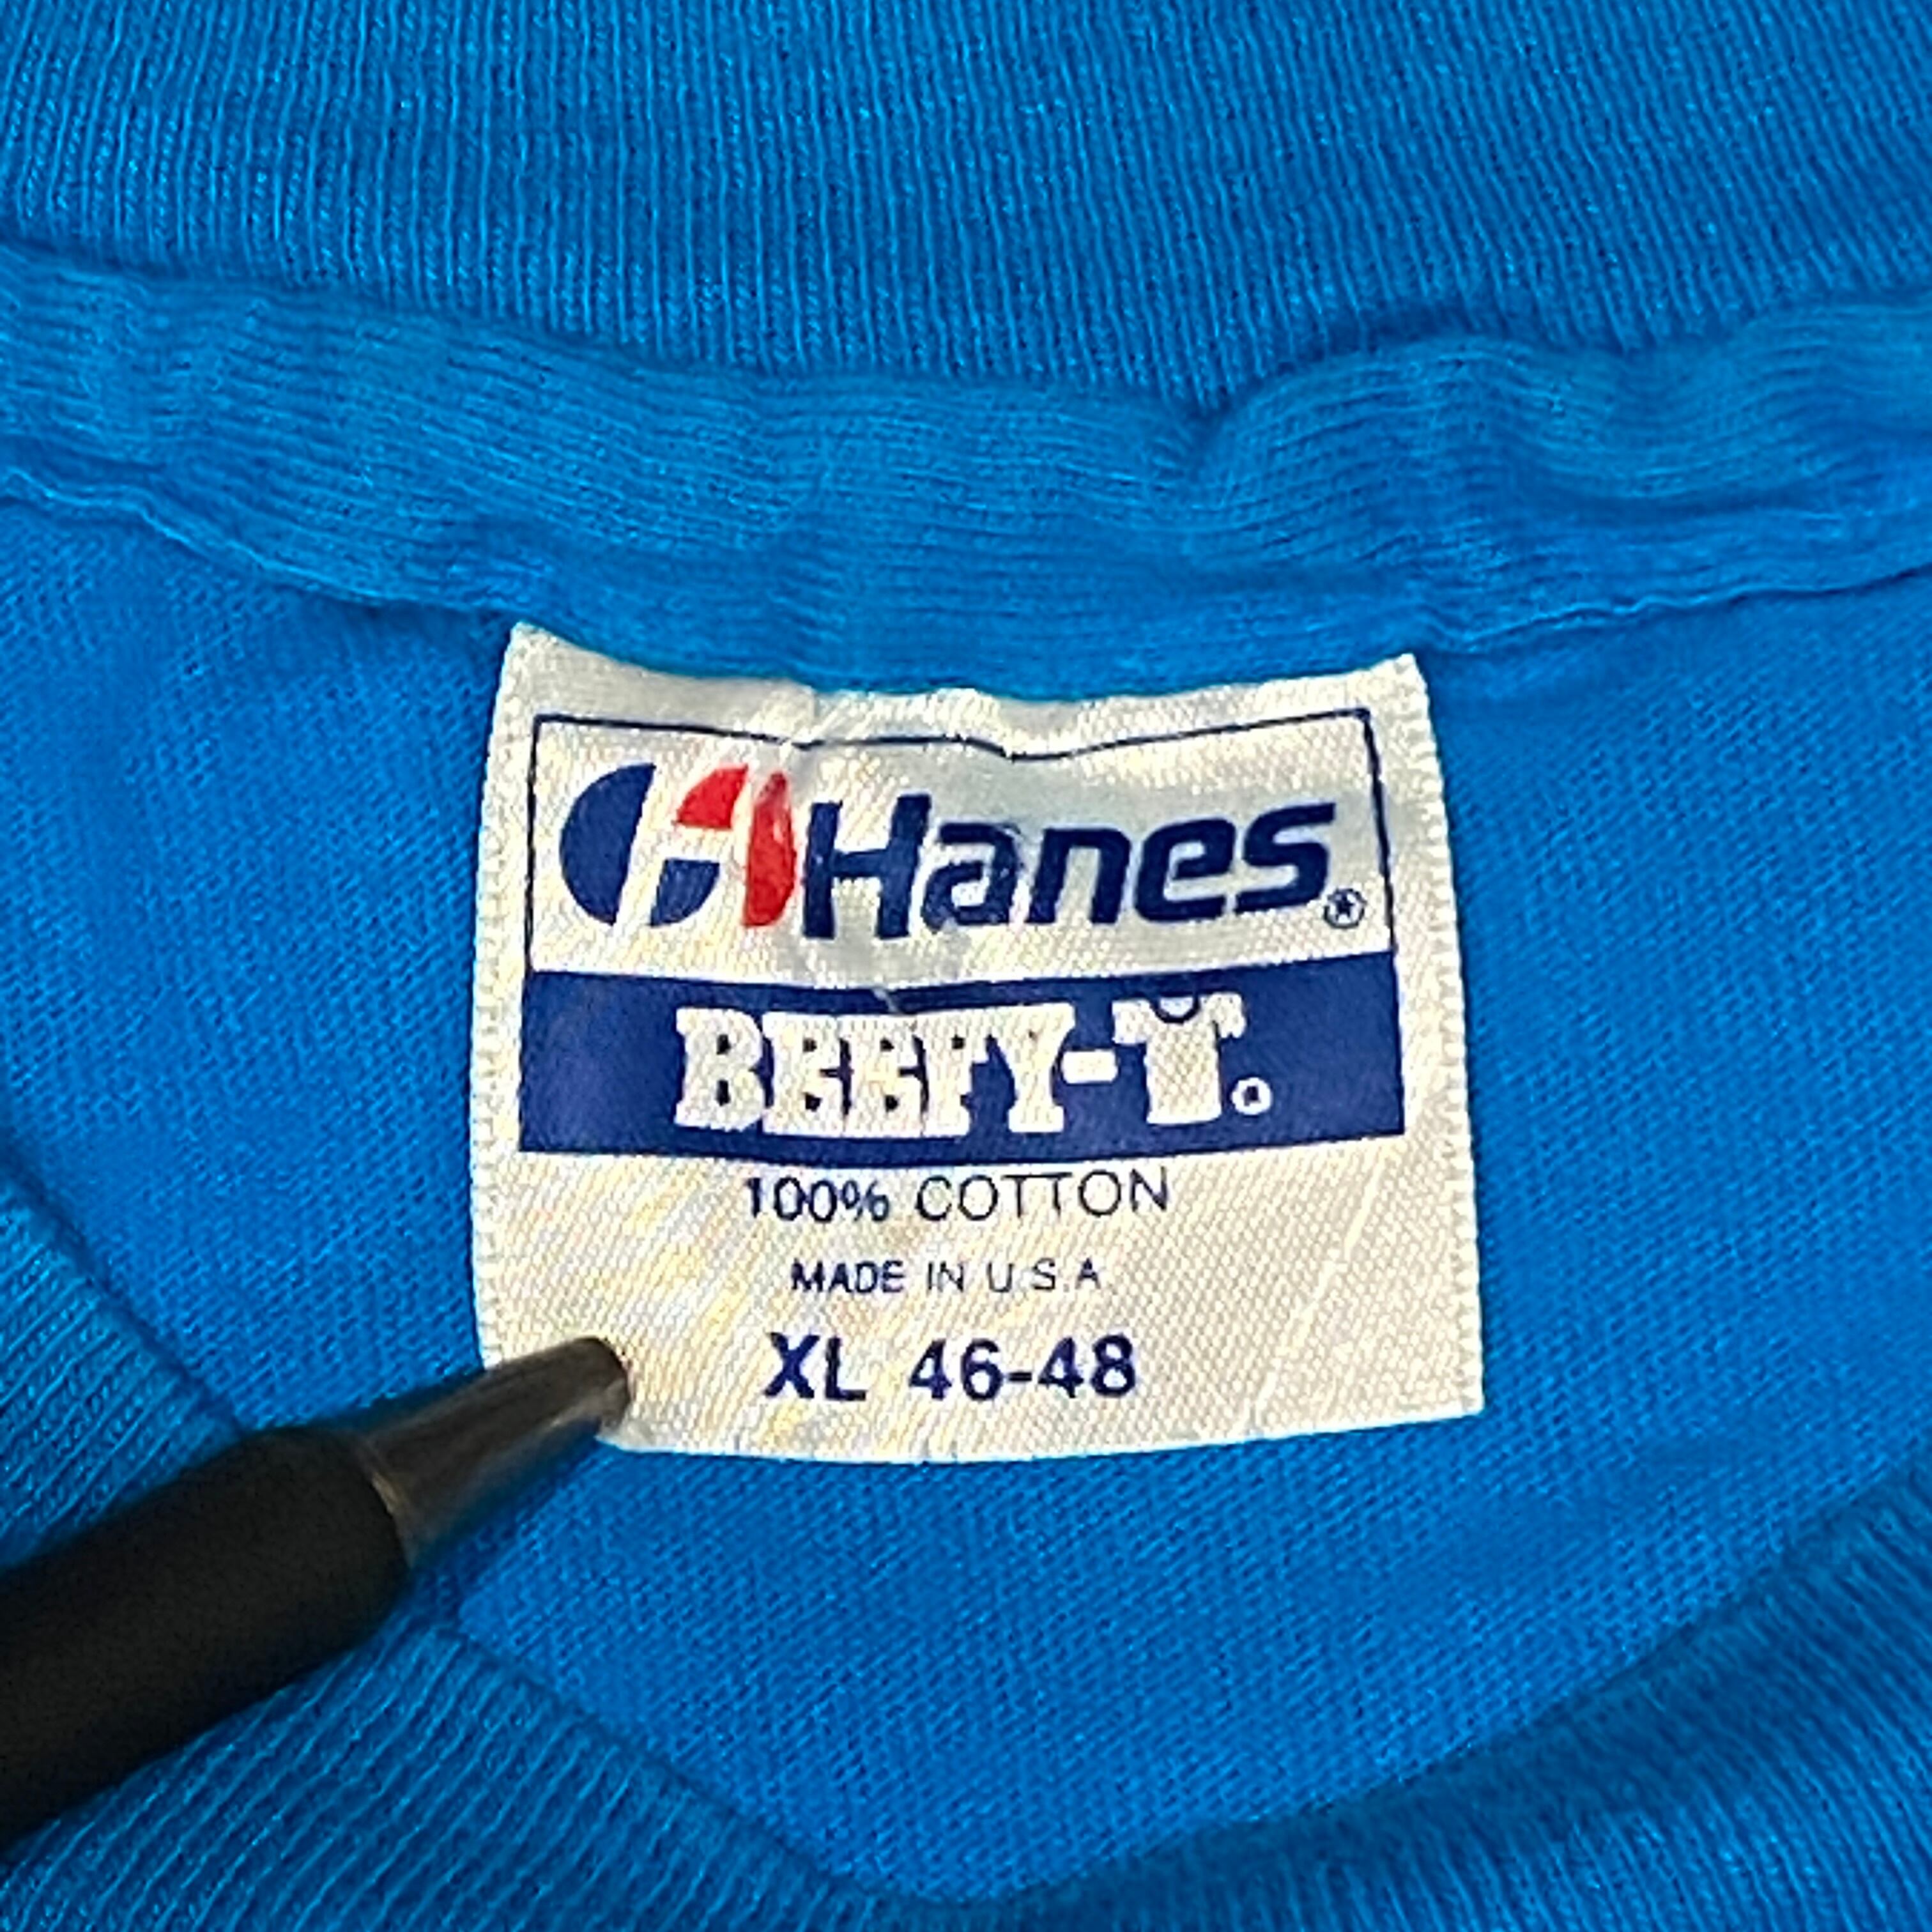 Hanes®
BEEFY-T®
100% COTTON
MADE IN U.S.A.
XL 46-48